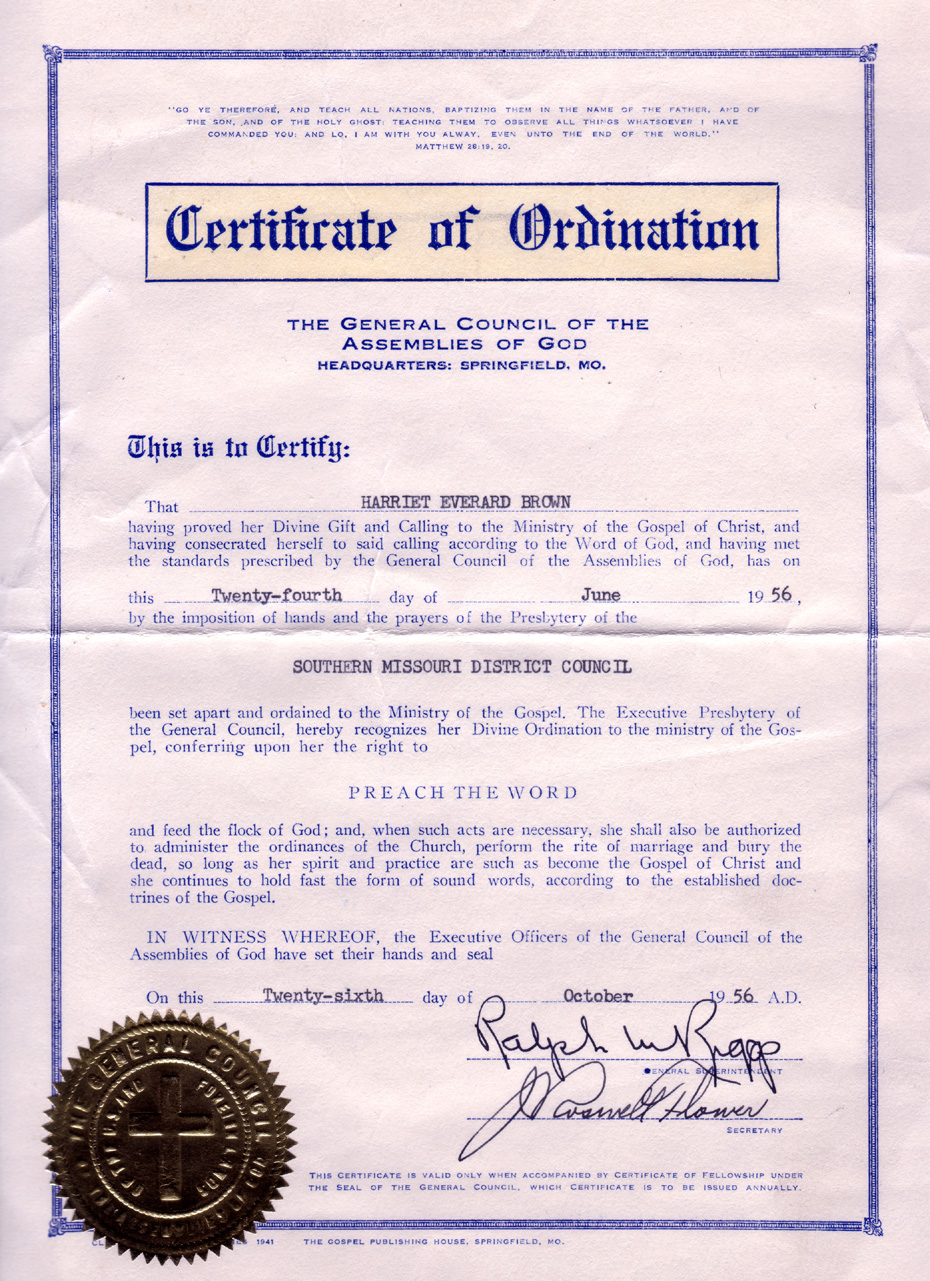 "GO YE THEREFORE, AND TEACH ALL NATIONS, BAPTIZING THEM IN THE NAME OF THE FATHER, AND OF
THE SON, AND OF THE HOLY GHOST: TEACHING THEM TO OBSERVE ALL THINGS WHATSOEVER I HAVE
COMMANDED YOU: AND LO, I AM WITH YOU ALWAY, EVEN UNTO THE END OF THE WORLD."
MATTHEW 28:19, 20.
Certificate of Ordination
THE GENERAL COUNCIL OF THE
ASSEMBLIES OF GOD
HEADQUARTERS: SPRINGFIELD, MO.
This is to Certify:
That HARRIET EVERARD BROWN
having proved her Divine Gift and Calling to the Ministry of the Gospel of Christ, and
having consecrated herself to said calling according to the Word of God, and having met
the standards prescribed by the General Council of the Assemblies of God, has on
this Twenty-fourth day of June 19 56,
by the imposition of hands and the prayers of the Presbytery of the
SOUTHERN MISSOURI DISTRICT COUNCIL
been set apart and ordained to the Ministry of the Gospel. The Executive Presbytery of
the General Council, hereby recognizes her Divine Ordination to the ministry of the Gos-
pel, conferring upon her the right to
PREACH THE WORD
and feed the flock of God; and, when such acts are necessary, she shall also be authorized
to administer the ordinances of the Church, perform the rite of marriage and bury the
dead, so long as her spirit and practice are such as become the Gospel of Christ and
she continues to hold fast the form of sound words, according to the established doc-
trines of the Gospel.
IN WITNESS WHEREOF, the Executive Officers of the General Council of the
Assemblies of God have set their hands and seal
On this Twenty-sixth day of October 19 56 A.D.
Ralph M Riggs
GENERAL SUPERINTENDENT
J Roswell Flower
SECRETARY
THE GENERAL COUNCIL
OF THE U.S. AND FOREIGN LANDS
THIS CERTIFICATE IS VALID ONLY WHEN ACCOMPANIED BY CERTIFICATE OF FELLOWSHIP UNDER
THE SEAL OF THE GENERAL COUNCIL, WHICH CERTIFICATE IS TO BE ISSUED ANNUALLY.
1941 THE GOSPEL PUBLISHING HOUSE, SPRINGFIELD, MO.